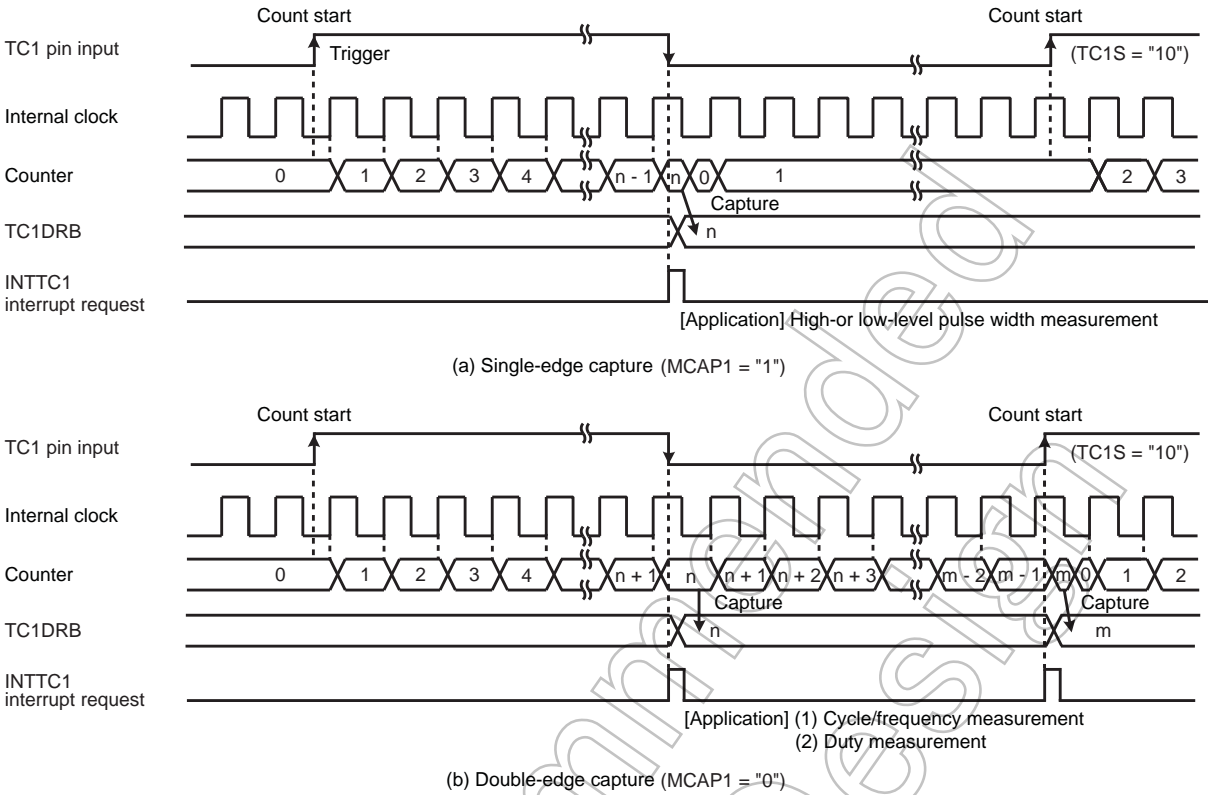 Count start Count start
TC1 pin input Trigger (TC1S = "10")
Internal clock
Counter 0 1 2 3 4 n - 1 n 0 1 2 3
Capture
TC1DRB n
INTTC1
interrupt request
[Application] High-or low-level pulse width measurement
(a) Single-edge capture (MCAP1 = "1")
Count start Count start
TC1 pin input (TC1S = "10")
Internal clock
Counter 0 1 2 3 4 n + 1 n n + 1 n + 2 n + 3 m - 2 m - 1 m 0 1 2
Capture Capture
TC1DRB n m
INTTC1
interrupt request
[Application] (1) Cycle/frequency measurement
(2) Duty measurement
(b) Double-edge capture (MCAP1 = "0")